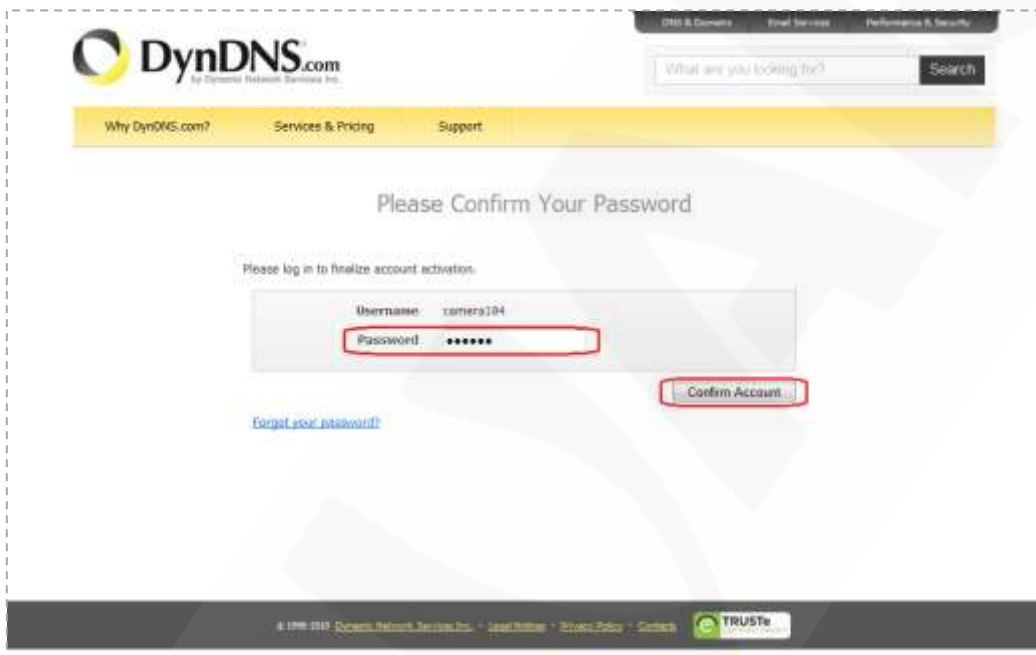 DNS & Domains Email Services Performance & Security
DynDNS.com
by Dynamic Network Services Inc.
What are you looking for?
Search
Why DynDNS.com? Services & Pricing Support
Please Confirm Your Password
Please log in to finalize account activation.
Username camera104
Password ●●●●●●
Confirm Account
Forgot your password?
Dynamic Network Services Inc. - Legal Notices - Privacy Policy - Contacts
TRUSTe